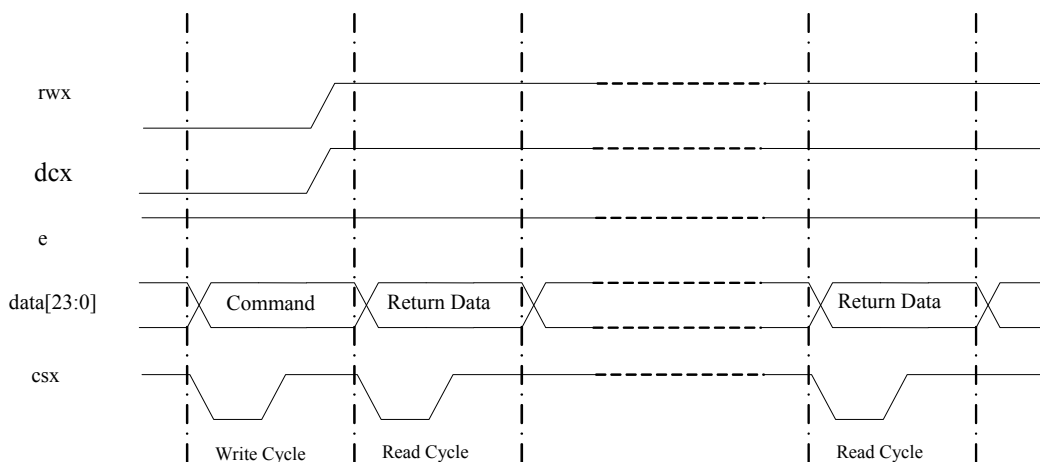 rwx
dcx
e
data[23:0]
Command
Return Data
Return Data
csx
Write Cycle
Read Cycle
Read Cycle